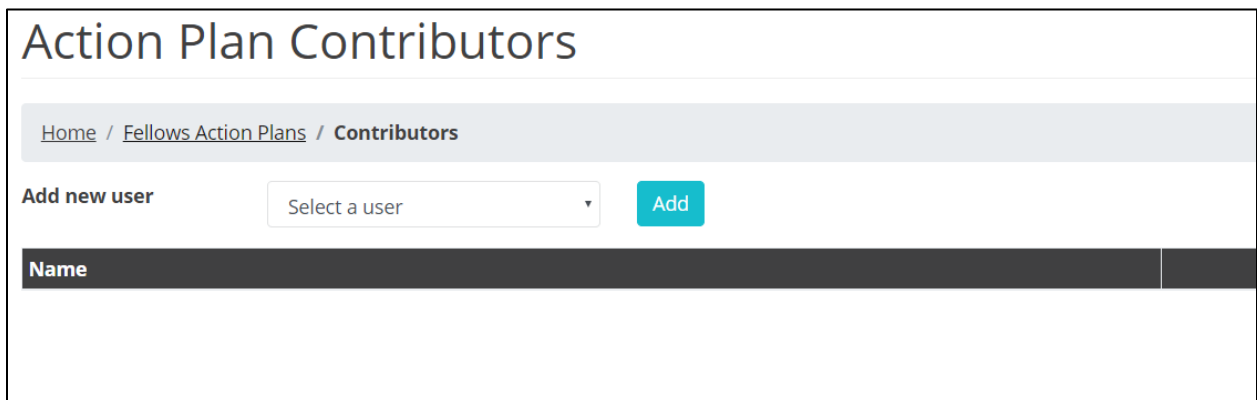 Action Plan Contributors
Home / Fellows Action Plans / Contributors
Add new user Select a user Add
Name